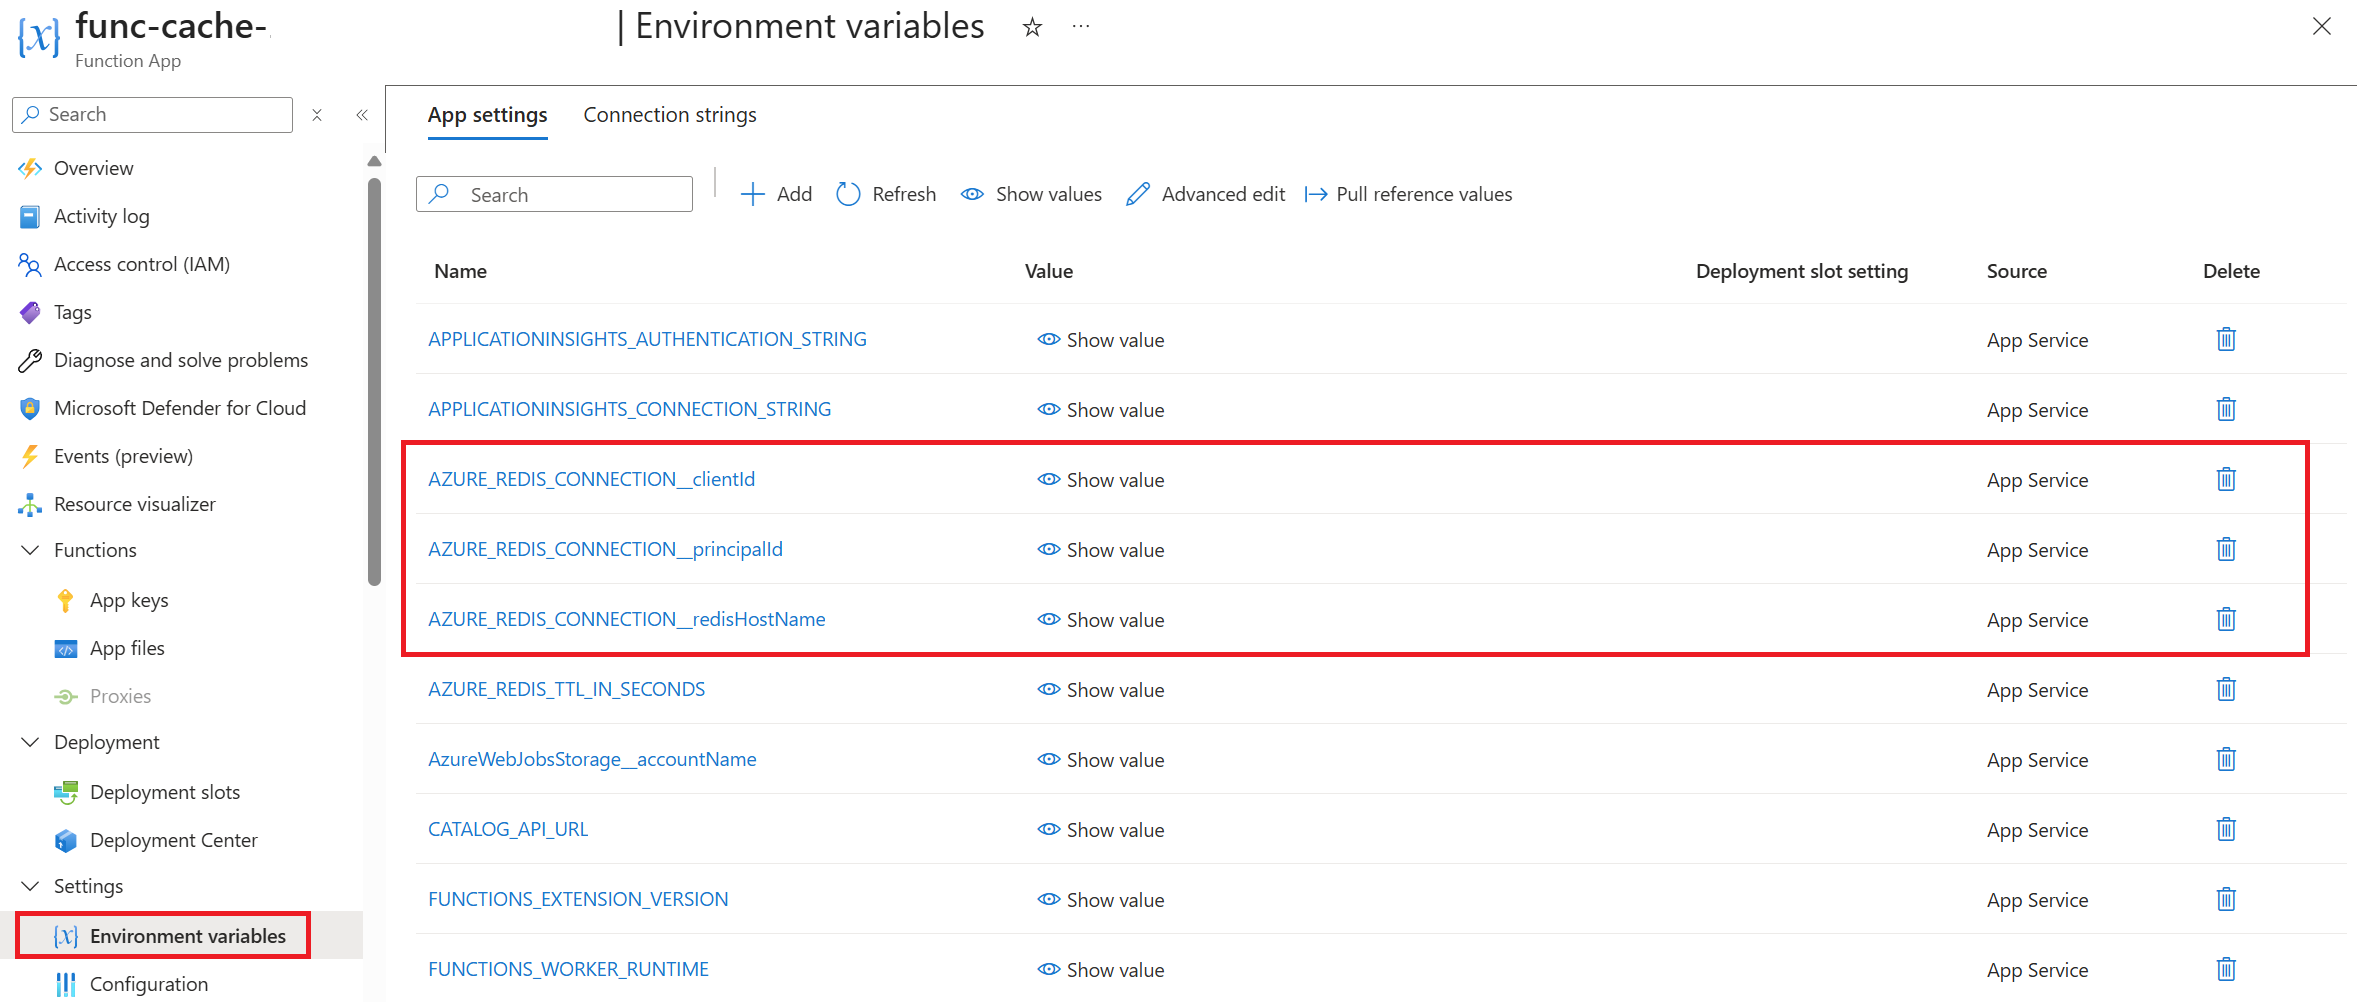 func-cache-
| Environment variables
Function App
Search
Overview
Activity log
Access control (IAM)
Tags
Diagnose and solve problems
Microsoft Defender for Cloud
Events (preview)
Resource visualizer
Functions
App keys
App files
Proxies
Deployment
Deployment slots
Deployment Center
Settings
Environment variables
Configuration
App settings Connection strings
Search Add Refresh Show values Advanced edit Pull reference values
Name Value Deployment slot setting Source Delete
APPLICATIONINSIGHTS_AUTHENTICATION_STRING Show value App Service
APPLICATIONINSIGHTS_CONNECTION_STRING Show value App Service
AZURE_REDIS_CONNECTION__clientId Show value App Service
AZURE_REDIS_CONNECTION__principalId Show value App Service
AZURE_REDIS_CONNECTION__redisHostName Show value App Service
AZURE_REDIS_TTL_IN_SECONDS Show value App Service
AzureWebJobsStorage__accountName Show value App Service
CATALOG_API_URL Show value App Service
FUNCTIONS_EXTENSION_VERSION Show value App Service
FUNCTIONS_WORKER_RUNTIME Show value App Service